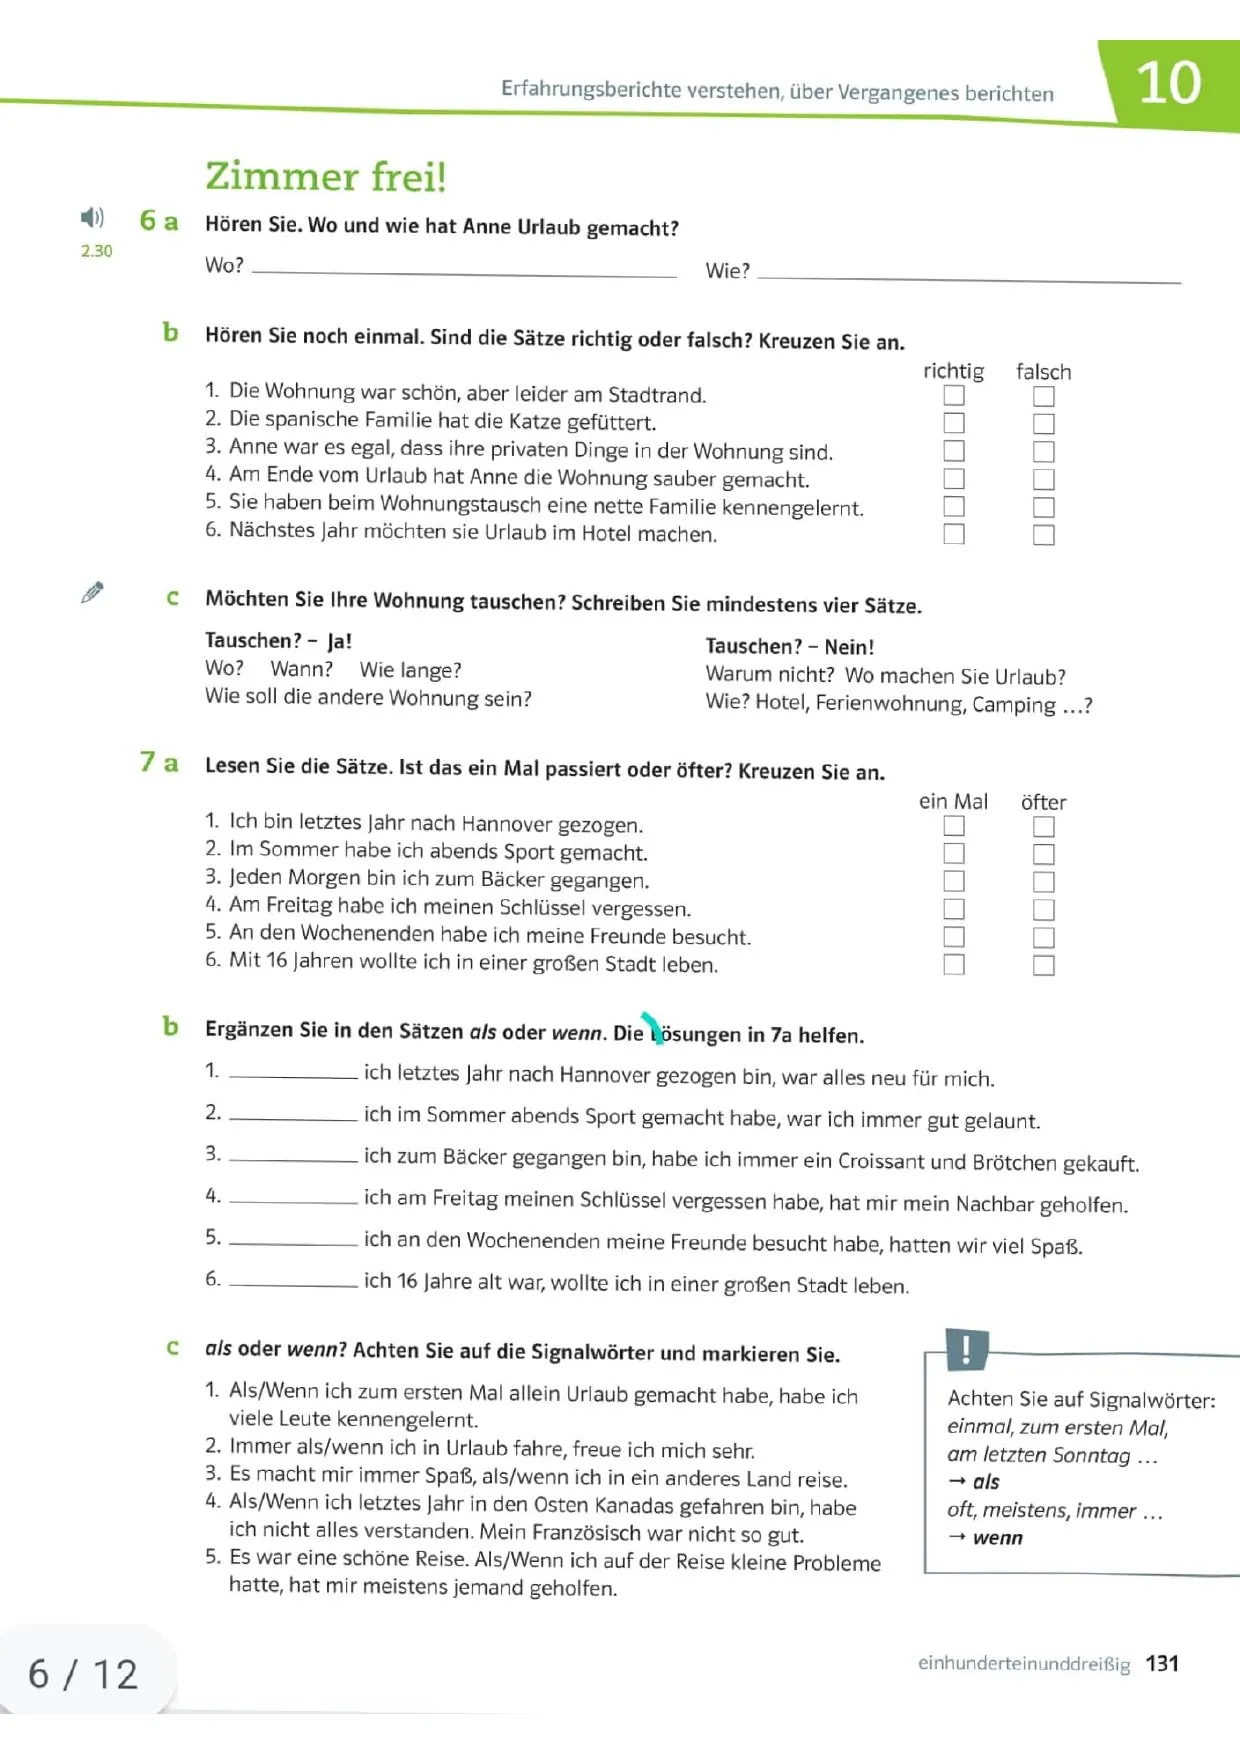 Erfahrungsberichte verstehen, über Vergangenes berichten
10
Zimmer frei!
2.30
6 a Hören Sie. Wo und wie hat Anne Urlaub gemacht?
Wo? Wie?
b Hören Sie noch einmal. Sind die Sätze richtig oder falsch? Kreuzen Sie an.
richtig falsch
1. Die Wohnung war schön, aber leider am Stadtrand.
2. Die spanische Familie hat die Katze gefüttert.
3. Anne war es egal, dass ihre privaten Dinge in der Wohnung sind.
4. Am Ende vom Urlaub hat Anne die Wohnung sauber gemacht.
5. Sie haben beim Wohnungstausch eine nette Familie kennengelernt.
6. Nächstes Jahr möchten sie Urlaub im Hotel machen.
c Möchten Sie Ihre Wohnung tauschen? Schreiben Sie mindestens vier Sätze.
Tauschen? – Ja!
Wo? Wann? Wie lange?
Wie soll die andere Wohnung sein?
Tauschen? – Nein!
Warum nicht? Wo machen Sie Urlaub?
Wie? Hotel, Ferienwohnung, Camping ...?
7 a Lesen Sie die Sätze. Ist das ein Mal passiert oder öfter? Kreuzen Sie an.
ein Mal öfter
1. Ich bin letztes Jahr nach Hannover gezogen.
2. Im Sommer habe ich abends Sport gemacht.
3. Jeden Morgen bin ich zum Bäcker gegangen.
4. Am Freitag habe ich meinen Schlüssel vergessen.
5. An den Wochenenden habe ich meine Freunde besucht.
6. Mit 16 Jahren wollte ich in einer großen Stadt leben.
b Ergänzen Sie in den Sätzen als oder wenn. Die Lösungen in 7a helfen.
1. ich letztes Jahr nach Hannover gezogen bin, war alles neu für mich.
2. ich im Sommer abends Sport gemacht habe, war ich immer gut gelaunt.
3. ich zum Bäcker gegangen bin, habe ich immer ein Croissant und Brötchen gekauft.
4. ich am Freitag meinen Schlüssel vergessen habe, hat mir mein Nachbar geholfen.
5. ich an den Wochenenden meine Freunde besucht habe, hatten wir viel Spaß.
6. ich 16 Jahre alt war, wollte ich in einer großen Stadt leben.
c als oder wenn? Achten Sie auf die Signalwörter und markieren Sie.
1. Als/Wenn ich zum ersten Mal allein Urlaub gemacht habe, habe ich
viele Leute kennengelernt.
2. Immer als/wenn ich in Urlaub fahre, freue ich mich sehr.
3. Es macht mir immer Spaß, als/wenn ich in ein anderes Land reise.
4. Als/Wenn ich letztes Jahr in den Osten Kanadas gefahren bin, habe
ich nicht alles verstanden. Mein Französisch war nicht so gut.
5. Es war eine schöne Reise. Als/Wenn ich auf der Reise kleine Probleme
hatte, hat mir meistens jemand geholfen.
!
Achten Sie auf Signalwörter:
einmal, zum ersten Mal,
am letzten Sonntag ...
→ als
oft, meistens, immer ...
→ wenn
einhunderteinunddreißig 131
6 / 12